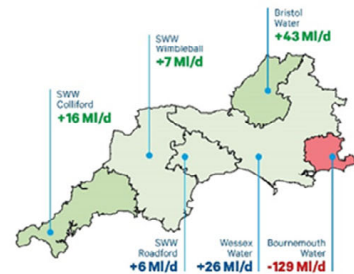 Bristol
Water
+43 Ml/d
SWW
Wimbleball
+7 Ml/d
SWW
Colliford
+16 Ml/d
SWW
Roadford
+6 Ml/d
Wessex
Water
+26 Ml/d
Bournemouth
Water
-129 Ml/d